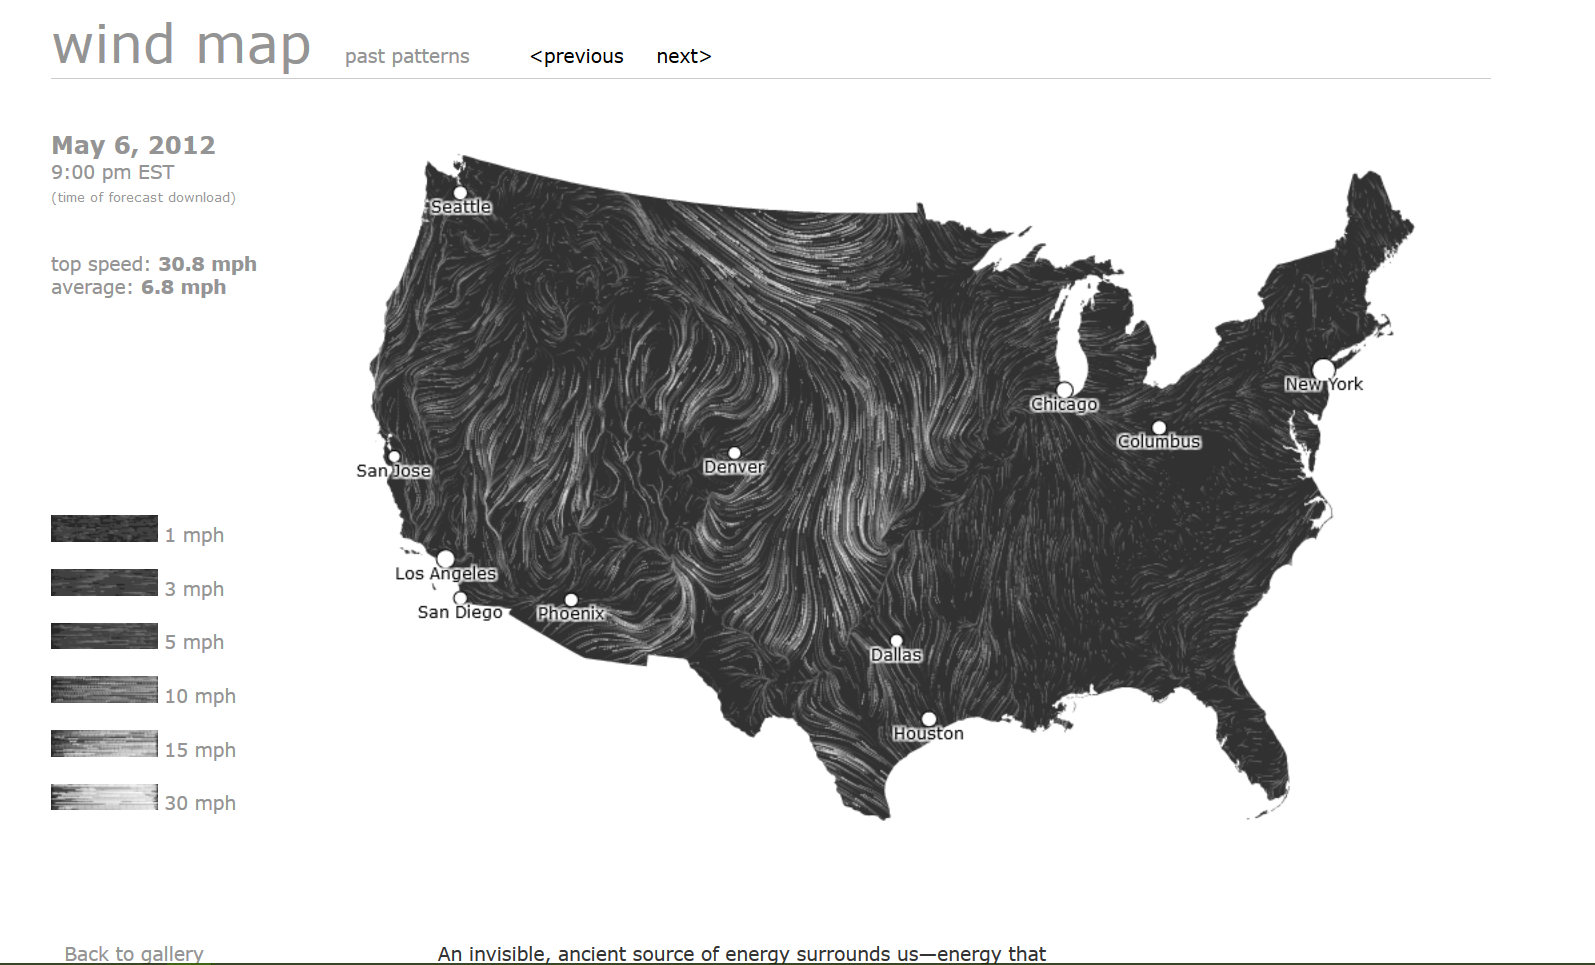 wind map past patterns <previous next>
May 6, 2012
9:00 pm EST
(time of forecast download)
top speed: 30.8 mph
average: 6.8 mph
1 mph
3 mph
5 mph
10 mph
15 mph
30 mph
Seattle
New York
Chicago
Columbus
San Jose
Denver
Los Angeles
San Diego
Phoenix
Dallas
Houston
Back to gallery
An invisible, ancient source of energy surrounds us—energy that